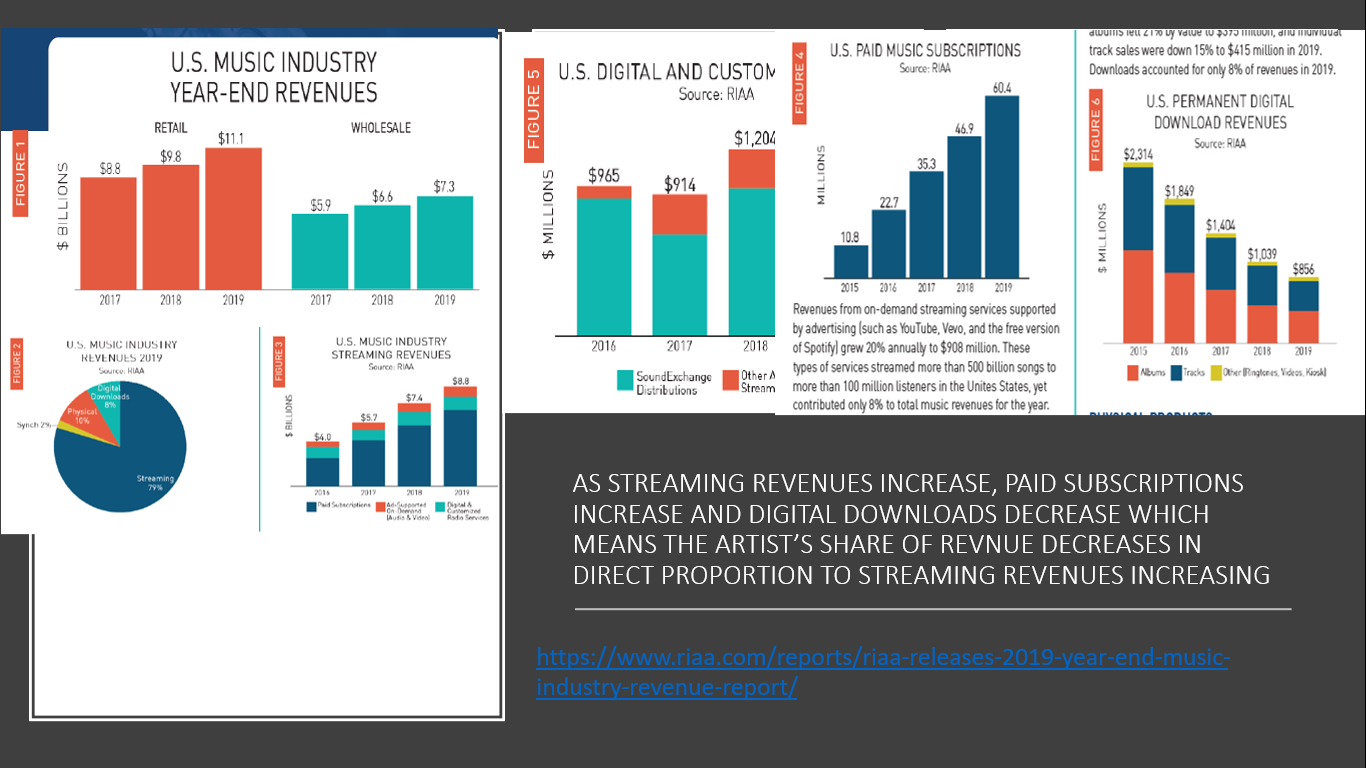 U.S. MUSIC INDUSTRY
YEAR-END REVENUES
FIGURE 1
RETAIL
WHOLESALE
$ BILLIONS
$8.8
$9.8
$11.1
$5.9
$6.6
$7.3
2017
2018
2019
2017
2018
2019
FIGURE 2
U.S. MUSIC INDUSTRY
REVENUES 2019
Source: RIAA
Digital
Downloads
8%
Physical
10%
Synch 2%
Streaming
79%
FIGURE 3
U.S. MUSIC INDUSTRY
STREAMING REVENUES
Source: RIAA
$ BILLIONS
$4.0
$5.7
$7.4
$8.8
2016
2017
2018
2019
Paid Subscriptions
Ad-Supported
On-Demand
(Audio & Video)
Digital &
Customized
Radio Services
FIGURE 5
U.S. DIGITAL AND CUSTOM
Source: RIAA
$ MILLIONS
$965
$914
$1,204
2016
2017
2018
SoundExchange
Distributions
Other A
Stream
FIGURE 4
U.S. PAID MUSIC SUBSCRIPTIONS
Source: RIAA
MILLIONS
10.8
22.7
35.3
46.9
60.4
2015
2016
2017
2018
2019
Revenues from on-demand streaming services supported
by advertising (such as YouTube, Vevo, and the free version
of Spotify) grew 20% annually to $908 million. These
types of services streamed more than 500 billion songs to
more than 100 million listeners in the Unites States, yet
contributed only 8% to total music revenues for the year.
albums fell 21% by value to $395 million, and individual
track sales were down 15% to $415 million in 2019.
Downloads accounted for only 8% of revenues in 2019.
FIGURE 6
U.S. PERMANENT DIGITAL
DOWNLOAD REVENUES
Source: RIAA
$ MILLIONS
$2,314
$1,849
$1,404
$1,039
$856
2015
2016
2017
2018
2019
Albums
Tracks
Other (Ringtones, Videos, Kiosk)
PHYSICAL PRODUCTS
AS STREAMING REVENUES INCREASE, PAID SUBSCRIPTIONS
INCREASE AND DIGITAL DOWNLOADS DECREASE WHICH
MEANS THE ARTIST'S SHARE OF REVNUE DECREASES IN
DIRECT PROPORTION TO STREAMING REVENUES INCREASING
https://www.riaa.com/reports/riaa-releases-2019-year-end-music-
industry-revenue-report/